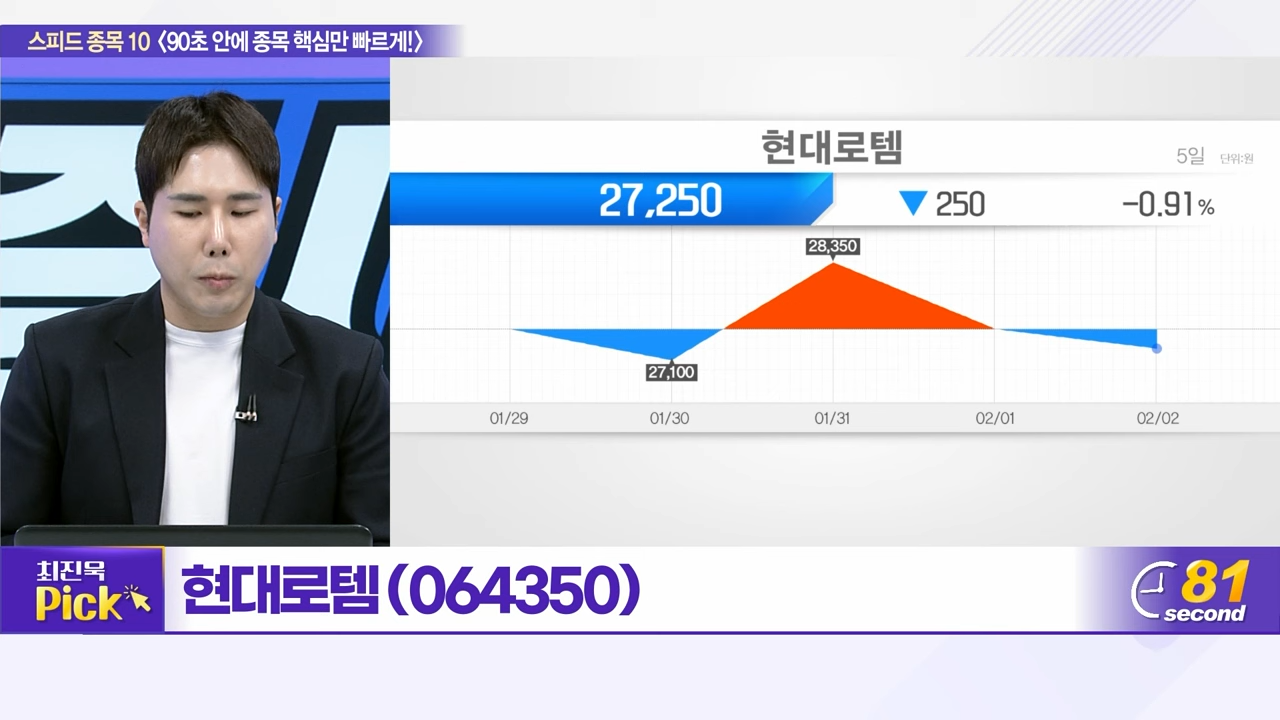 스피드 종목 10 〈90초 안에 종목 핵심만 빠르게!〉
현대로템
5일 단위:원
27,250 ▼ 250 -0.91%
28,350
27,100
01/29 01/30 01/31 02/01 02/02
최진욱
Pick
현대로템(064350)
81
second